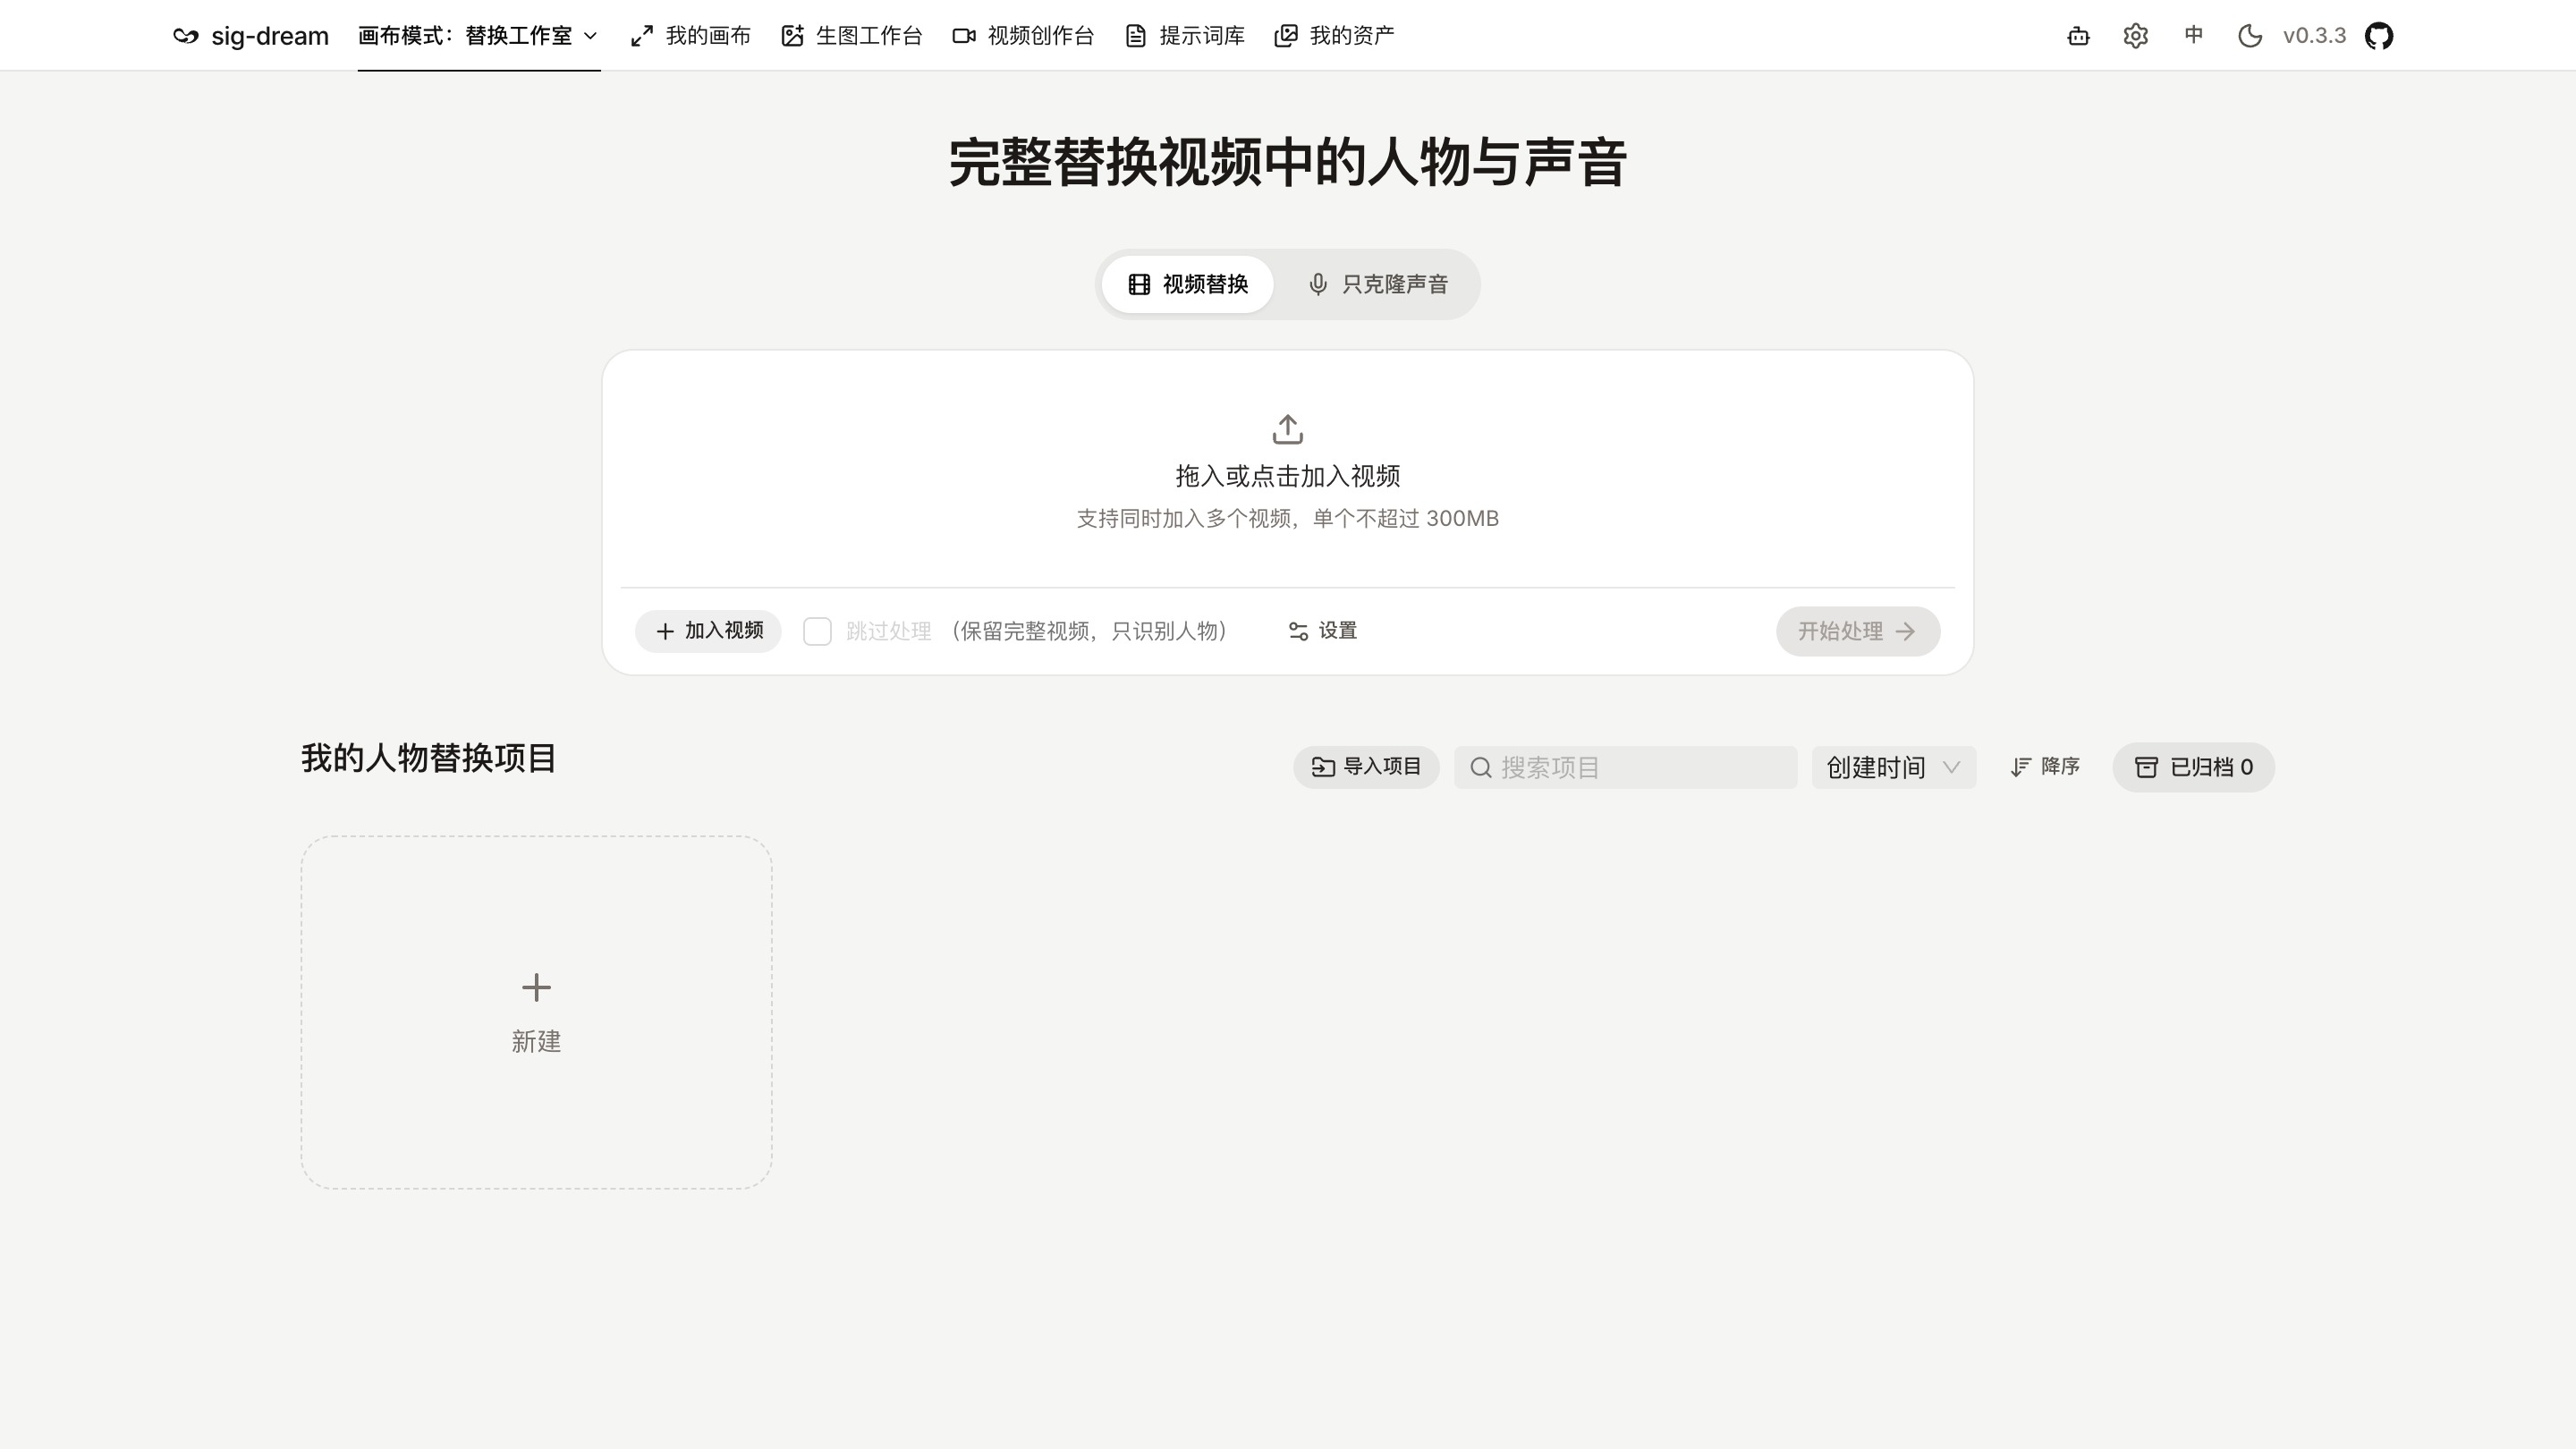 sig-dream 画布模式：替换工作室 我的画布 生图工作台 视频创作台 提示词库 我的资产 中 v0.3.3
完整替换视频中的人物与声音
视频替换 只克隆声音
拖入或点击加入视频
支持同时加入多个视频，单个不超过 300MB
加入视频 跳过处理 （保留完整视频，只识别人物） 设置 开始处理
我的人物替换项目 导入项目 搜索项目 创建时间 降序 已归档 0
新建